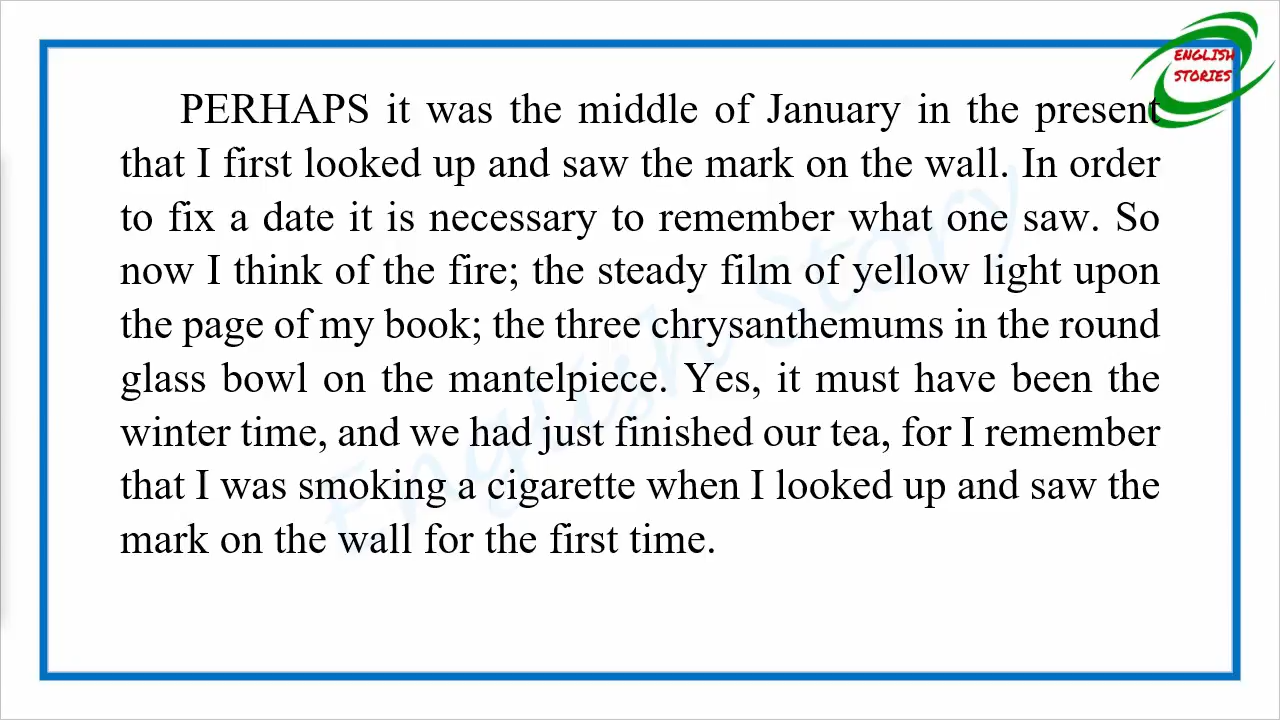 ENGLISH
STORIES
PERHAPS it was the middle of January in the present
that I first looked up and saw the mark on the wall. In order
to fix a date it is necessary to remember what one saw. So
now I think of the fire; the steady film of yellow light upon
the page of my book; the three chrysanthemums in the round
glass bowl on the mantelpiece. Yes, it must have been the
winter time, and we had just finished our tea, for I remember
that I was smoking a cigarette when I looked up and saw the
mark on the wall for the first time.
English Story